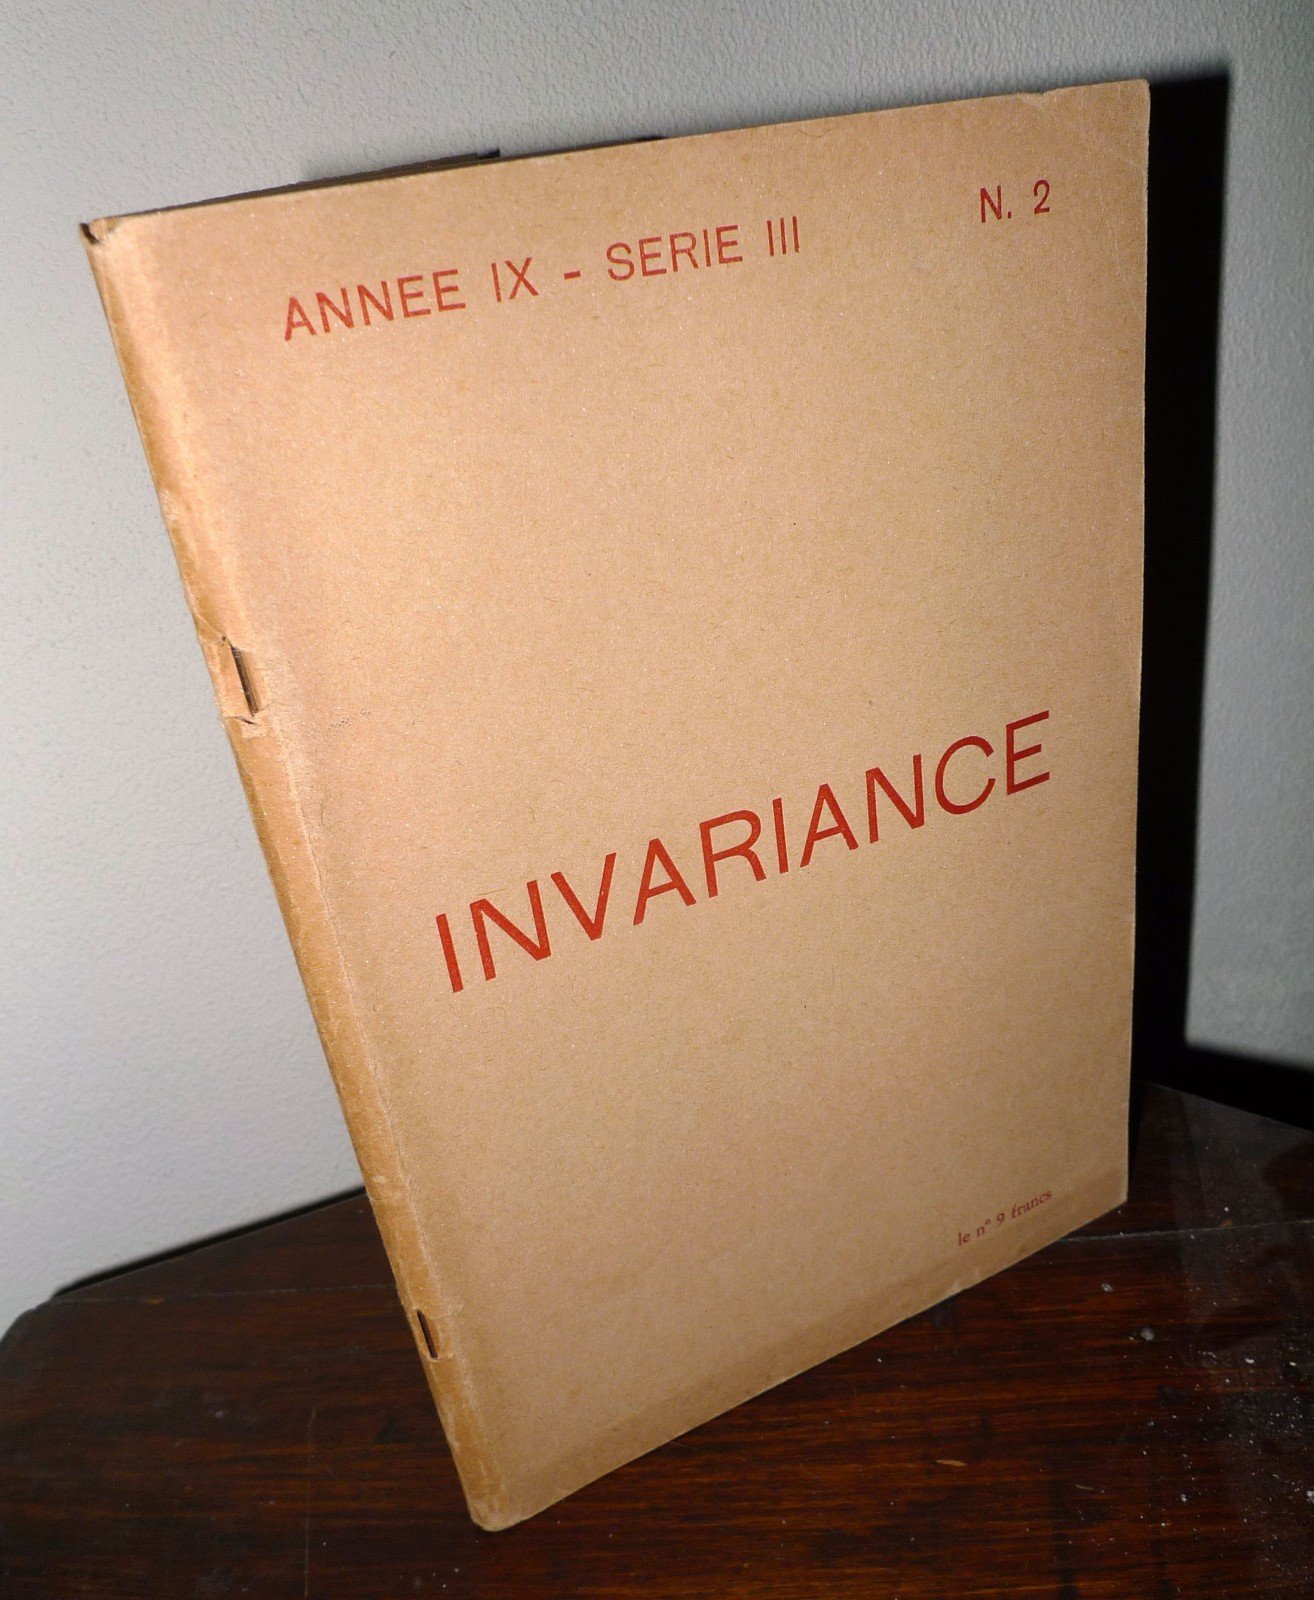 ANNEE IX - SERIE III N. 2
INVARIANCE
le n° 9 francs